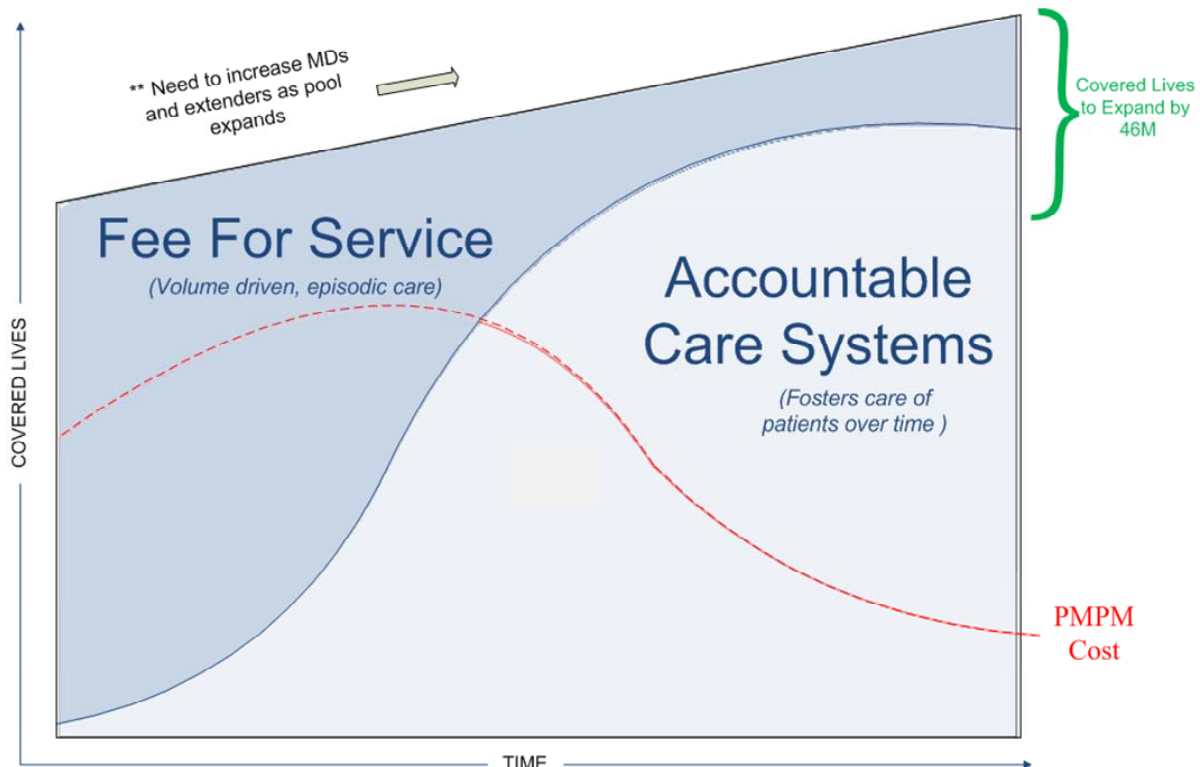 ** Need to increase MDs
and extenders as pool
expands
Covered Lives
to Expand by
46M
Fee For Service
(Volume driven, episodic care)
Accountable
Care Systems
(Fosters care of
patients over time )
COVERED LIVES
PMPM
Cost
TIME